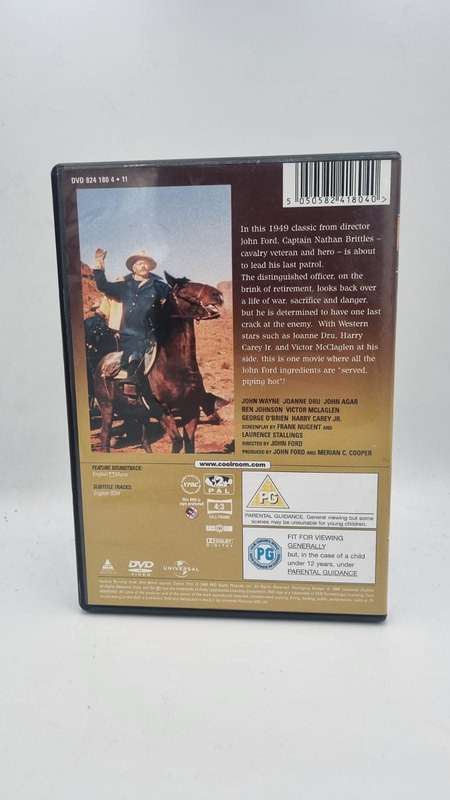 DVD 824 180 4 • 11
5 050582 418040 >
In this 1949 classic from director
John Ford, Captain Nathan Brittles –
cavalry veteran and hero – is about
to lead his last patrol.
The distinguished officer, on the
brink of retirement, looks back over
a life of war, sacrifice and danger,
but he is determined to have one last
crack at the enemy. With Western
stars such as Joanne Dru, Harry
Carey Jr. and Victor McClaglen at his
side, this is one movie where all the
John Ford ingredients are "served,
piping hot"!
JOHN WAYNE JOANNE DRU JOHN AGAR
BEN JOHNSON VICTOR MCLAGLEN
GEORGE O'BRIEN HARRY CAREY JR.
SCREENPLAY BY FRANK NUGENT AND
LAURENCE STALLINGS
DIRECTED BY JOHN FORD
PRODUCED BY JOHN FORD AND MERIAN C. COOPER
www.coolroom.com
FEATURE SOUNDTRACK:
English
SUBTITLE TRACKS:
English
PAL
4:3
DOLBY
DIGITAL
PG
PARENTAL GUIDANCE. General viewing but some
scenes may be unsuitable for young children.
PG
FIT FOR VIEWING
GENERALLY
but, in the case of a child
under 12 years, under
PARENTAL GUIDANCE
DVD
VIDEO
UNIVERSAL